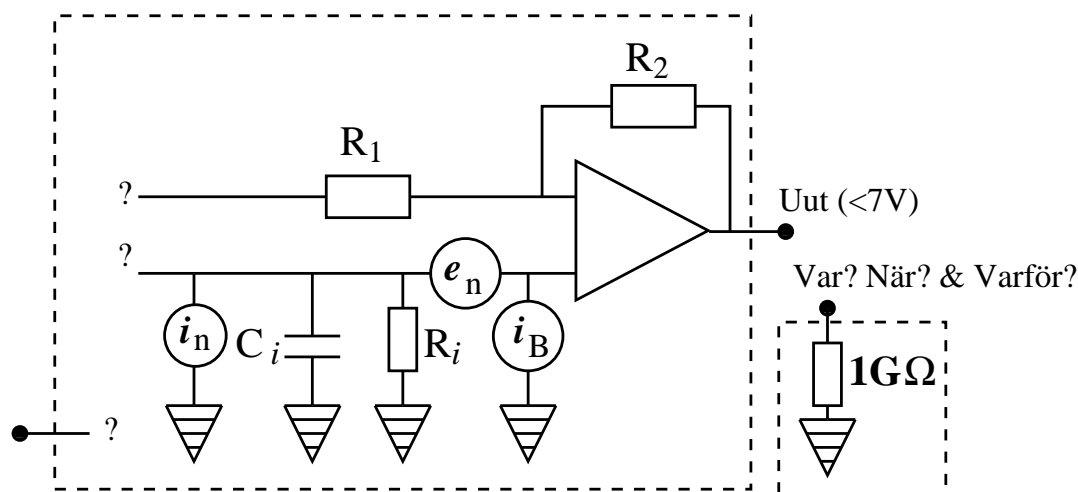 R2
R1
?
Uut (<7V)
?
en
Var? När? & Varför?
in
Ci
Ri
iB
1GΩ
?